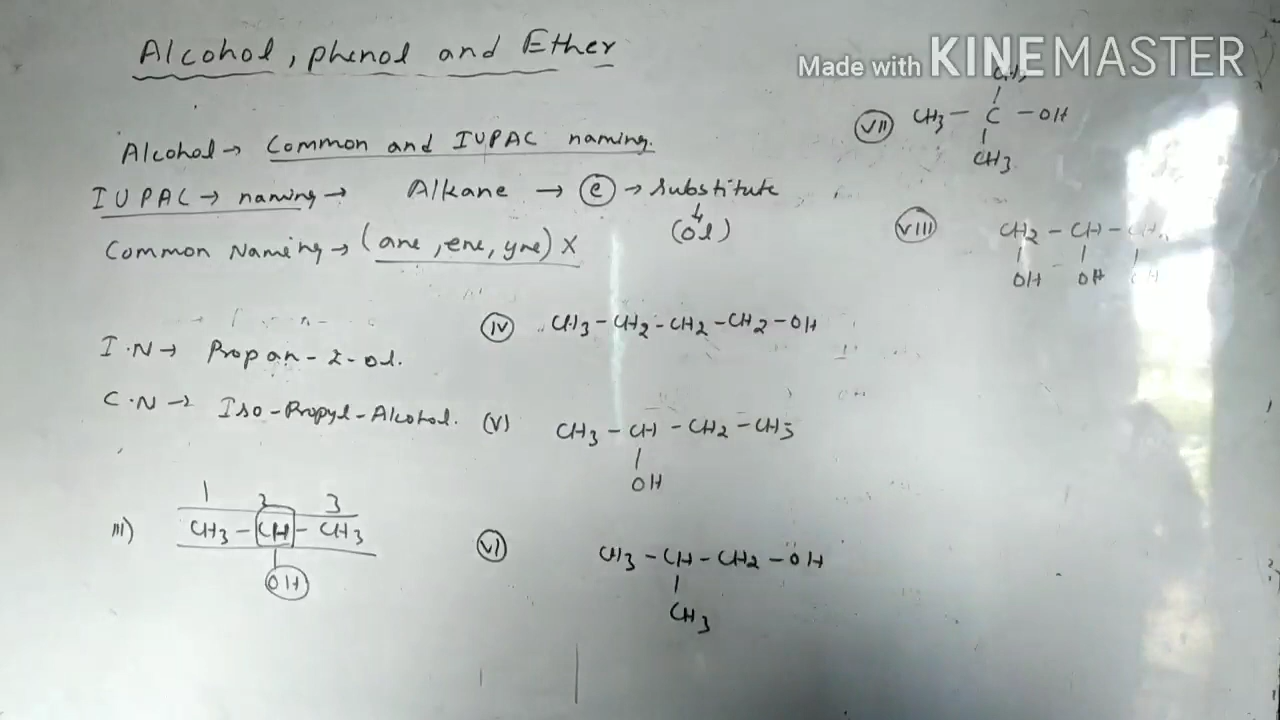 Alcohol, phenol and Ether
Made with KINEMASTER
Alcohol → Common and IUPAC naming.
IUPAC → naming → Alkane → e → substitute
(ol)
Common Naming → (ane, ene, yne) X
I.N → Propan-2-ol.
C.N → Iso-Propyl-Alcohol.
III) CH3 - CH - CH3
1 2 3
OH
IV CH3 - CH2 - CH2 - CH2 - OH
(V) CH3 - CH - CH2 - CH3
OH
VI CH3 - CH - CH2 - OH
CH3
VII CH3 - C - OH
CH3
VIII CH2 - CH -
OH OH